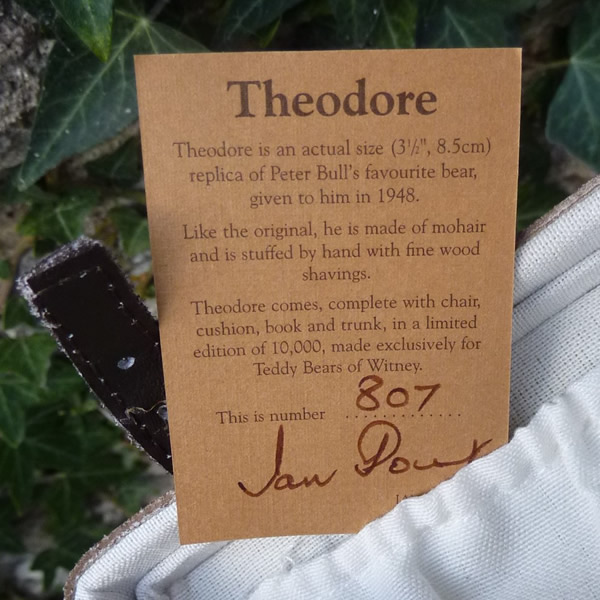 Theodore
Theodore is an actual size (3½", 8.5cm)
replica of Peter Bull's favourite bear,
given to him in 1948.
Like the original, he is made of mohair
and is stuffed by hand with fine wood
shavings.
Theodore comes, complete with chair,
cushion, book and trunk, in a limited
edition of 10,000, made exclusively for
Teddy Bears of Witney.
This is number 807
Ian